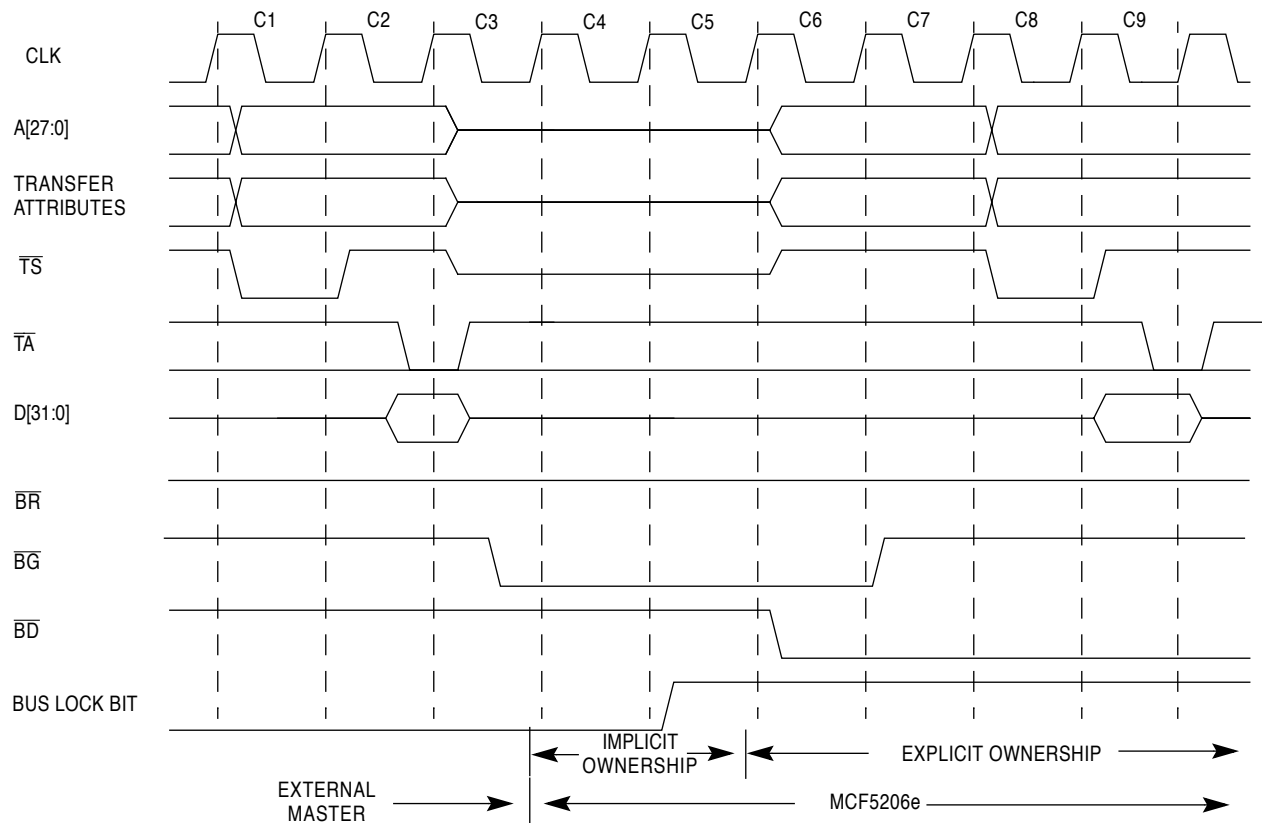 C1 C2 C3 C4 C5 C6 C7 C8 C9
CLK
A[27:0]
TRANSFER
ATTRIBUTES
TS
TA
D[31:0]
BR
BG
BD
BUS LOCK BIT
IMPLICIT
OWNERSHIP
EXPLICIT OWNERSHIP
EXTERNAL
MASTER
MCF5206e